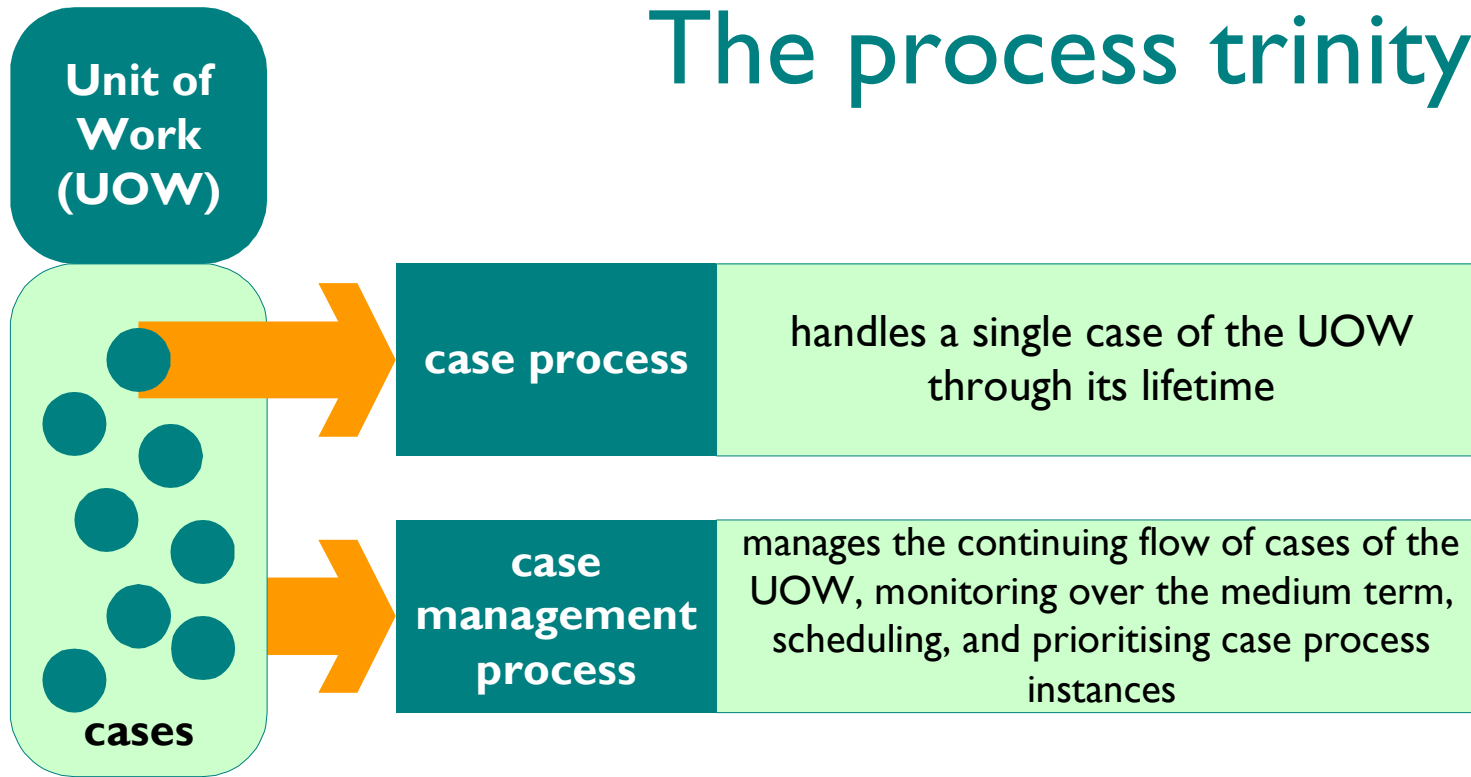 The process trinity
Unit of
Work
(UOW)
case process
handles a single case of the UOW
through its lifetime
case
management
process
manages the continuing flow of cases of the
UOW, monitoring over the medium term,
scheduling, and prioritising case process
instances
cases